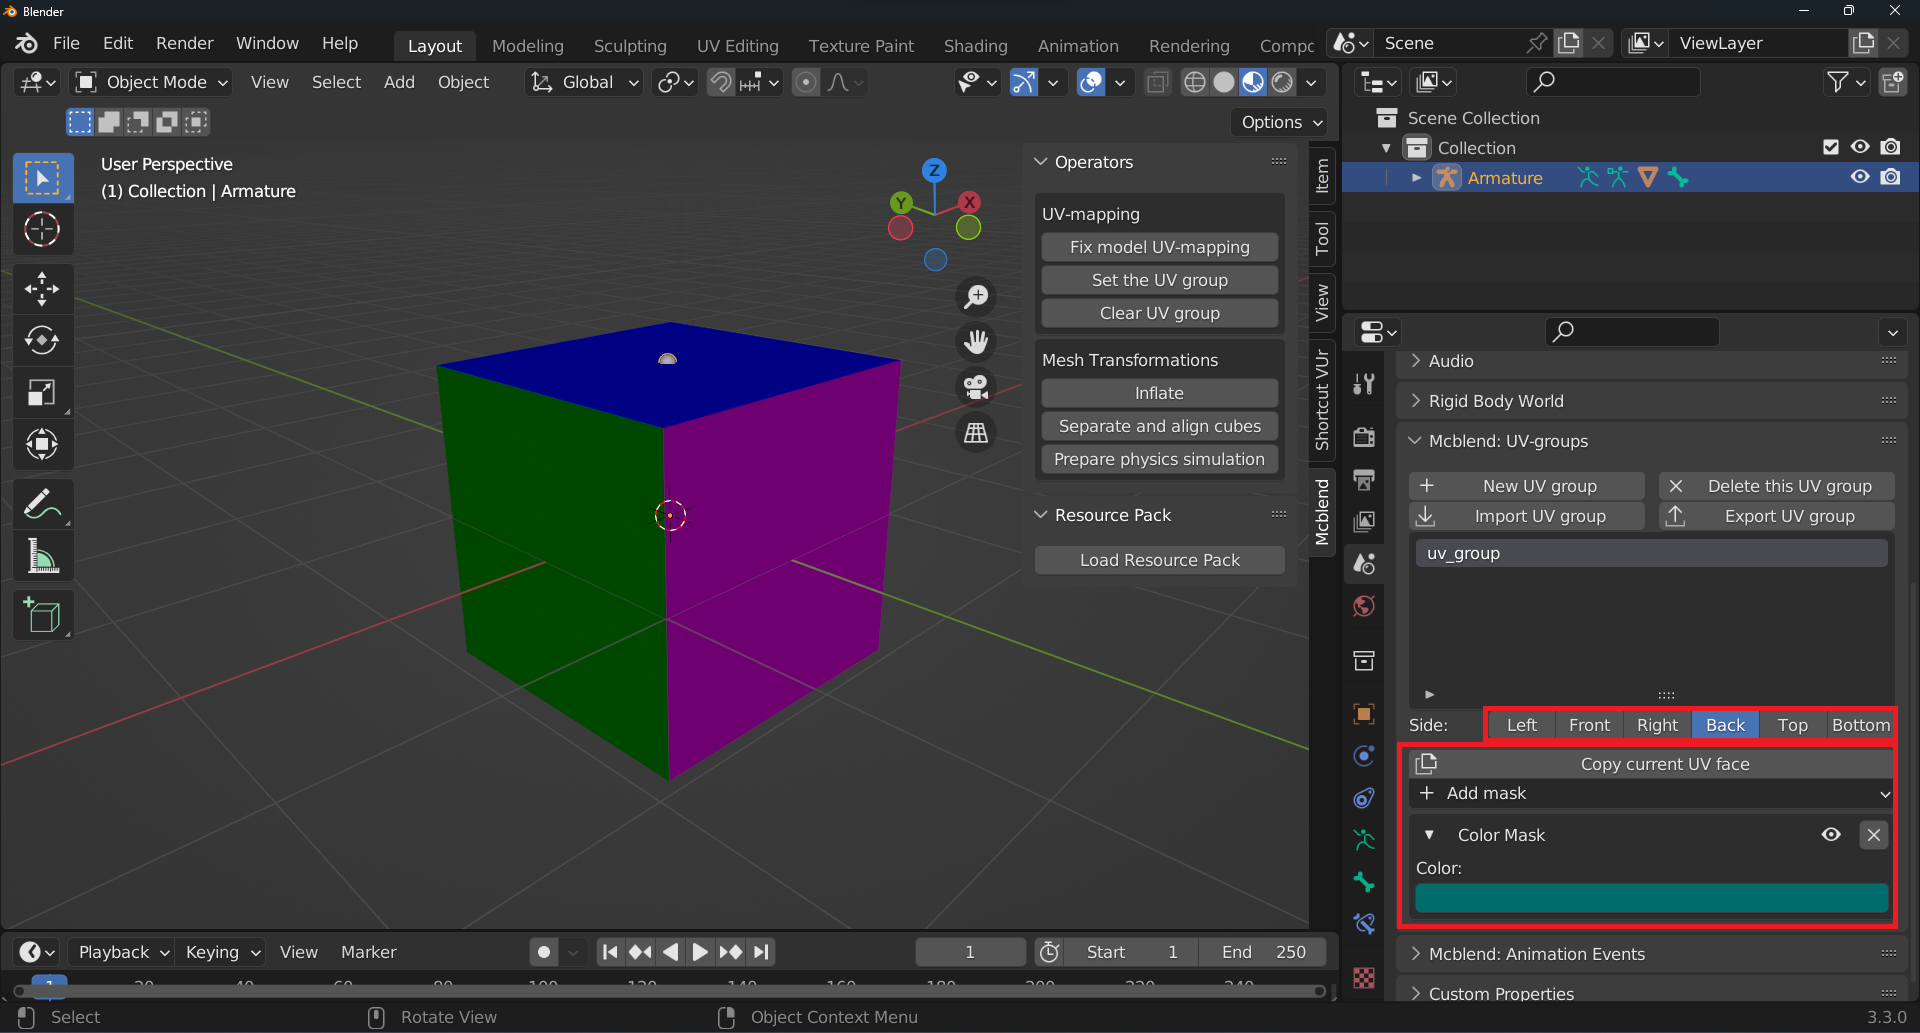 Blender
File Edit Render Window Help Layout Modeling Sculpting UV Editing Texture Paint Shading Animation Rendering Compc Scene ViewLayer
Object Mode View Select Add Object Global
Options
User Perspective
(1) Collection | Armature
Z
Y
X
Operators
UV-mapping
Fix model UV-mapping
Set the UV group
Clear UV group
Mesh Transformations
Inflate
Separate and align cubes
Prepare physics simulation
Resource Pack
Load Resource Pack
Item
Tool
View
Shortcut VUr
Mcblend
Scene Collection
Collection
Armature
Audio
Rigid Body World
Mcblend: UV-groups
New UV group Delete this UV group
Import UV group Export UV group
uv_group
Side: Left Front Right Back Top Bottom
Copy current UV face
Add mask
Color Mask
Color:
Mcblend: Animation Events
Custom Properties
Playback Keying View Marker 1 Start 1 End 250
1 20 40 60 80 100 120 140 160 180 200 220 240
Select Rotate View Object Context Menu 3.3.0